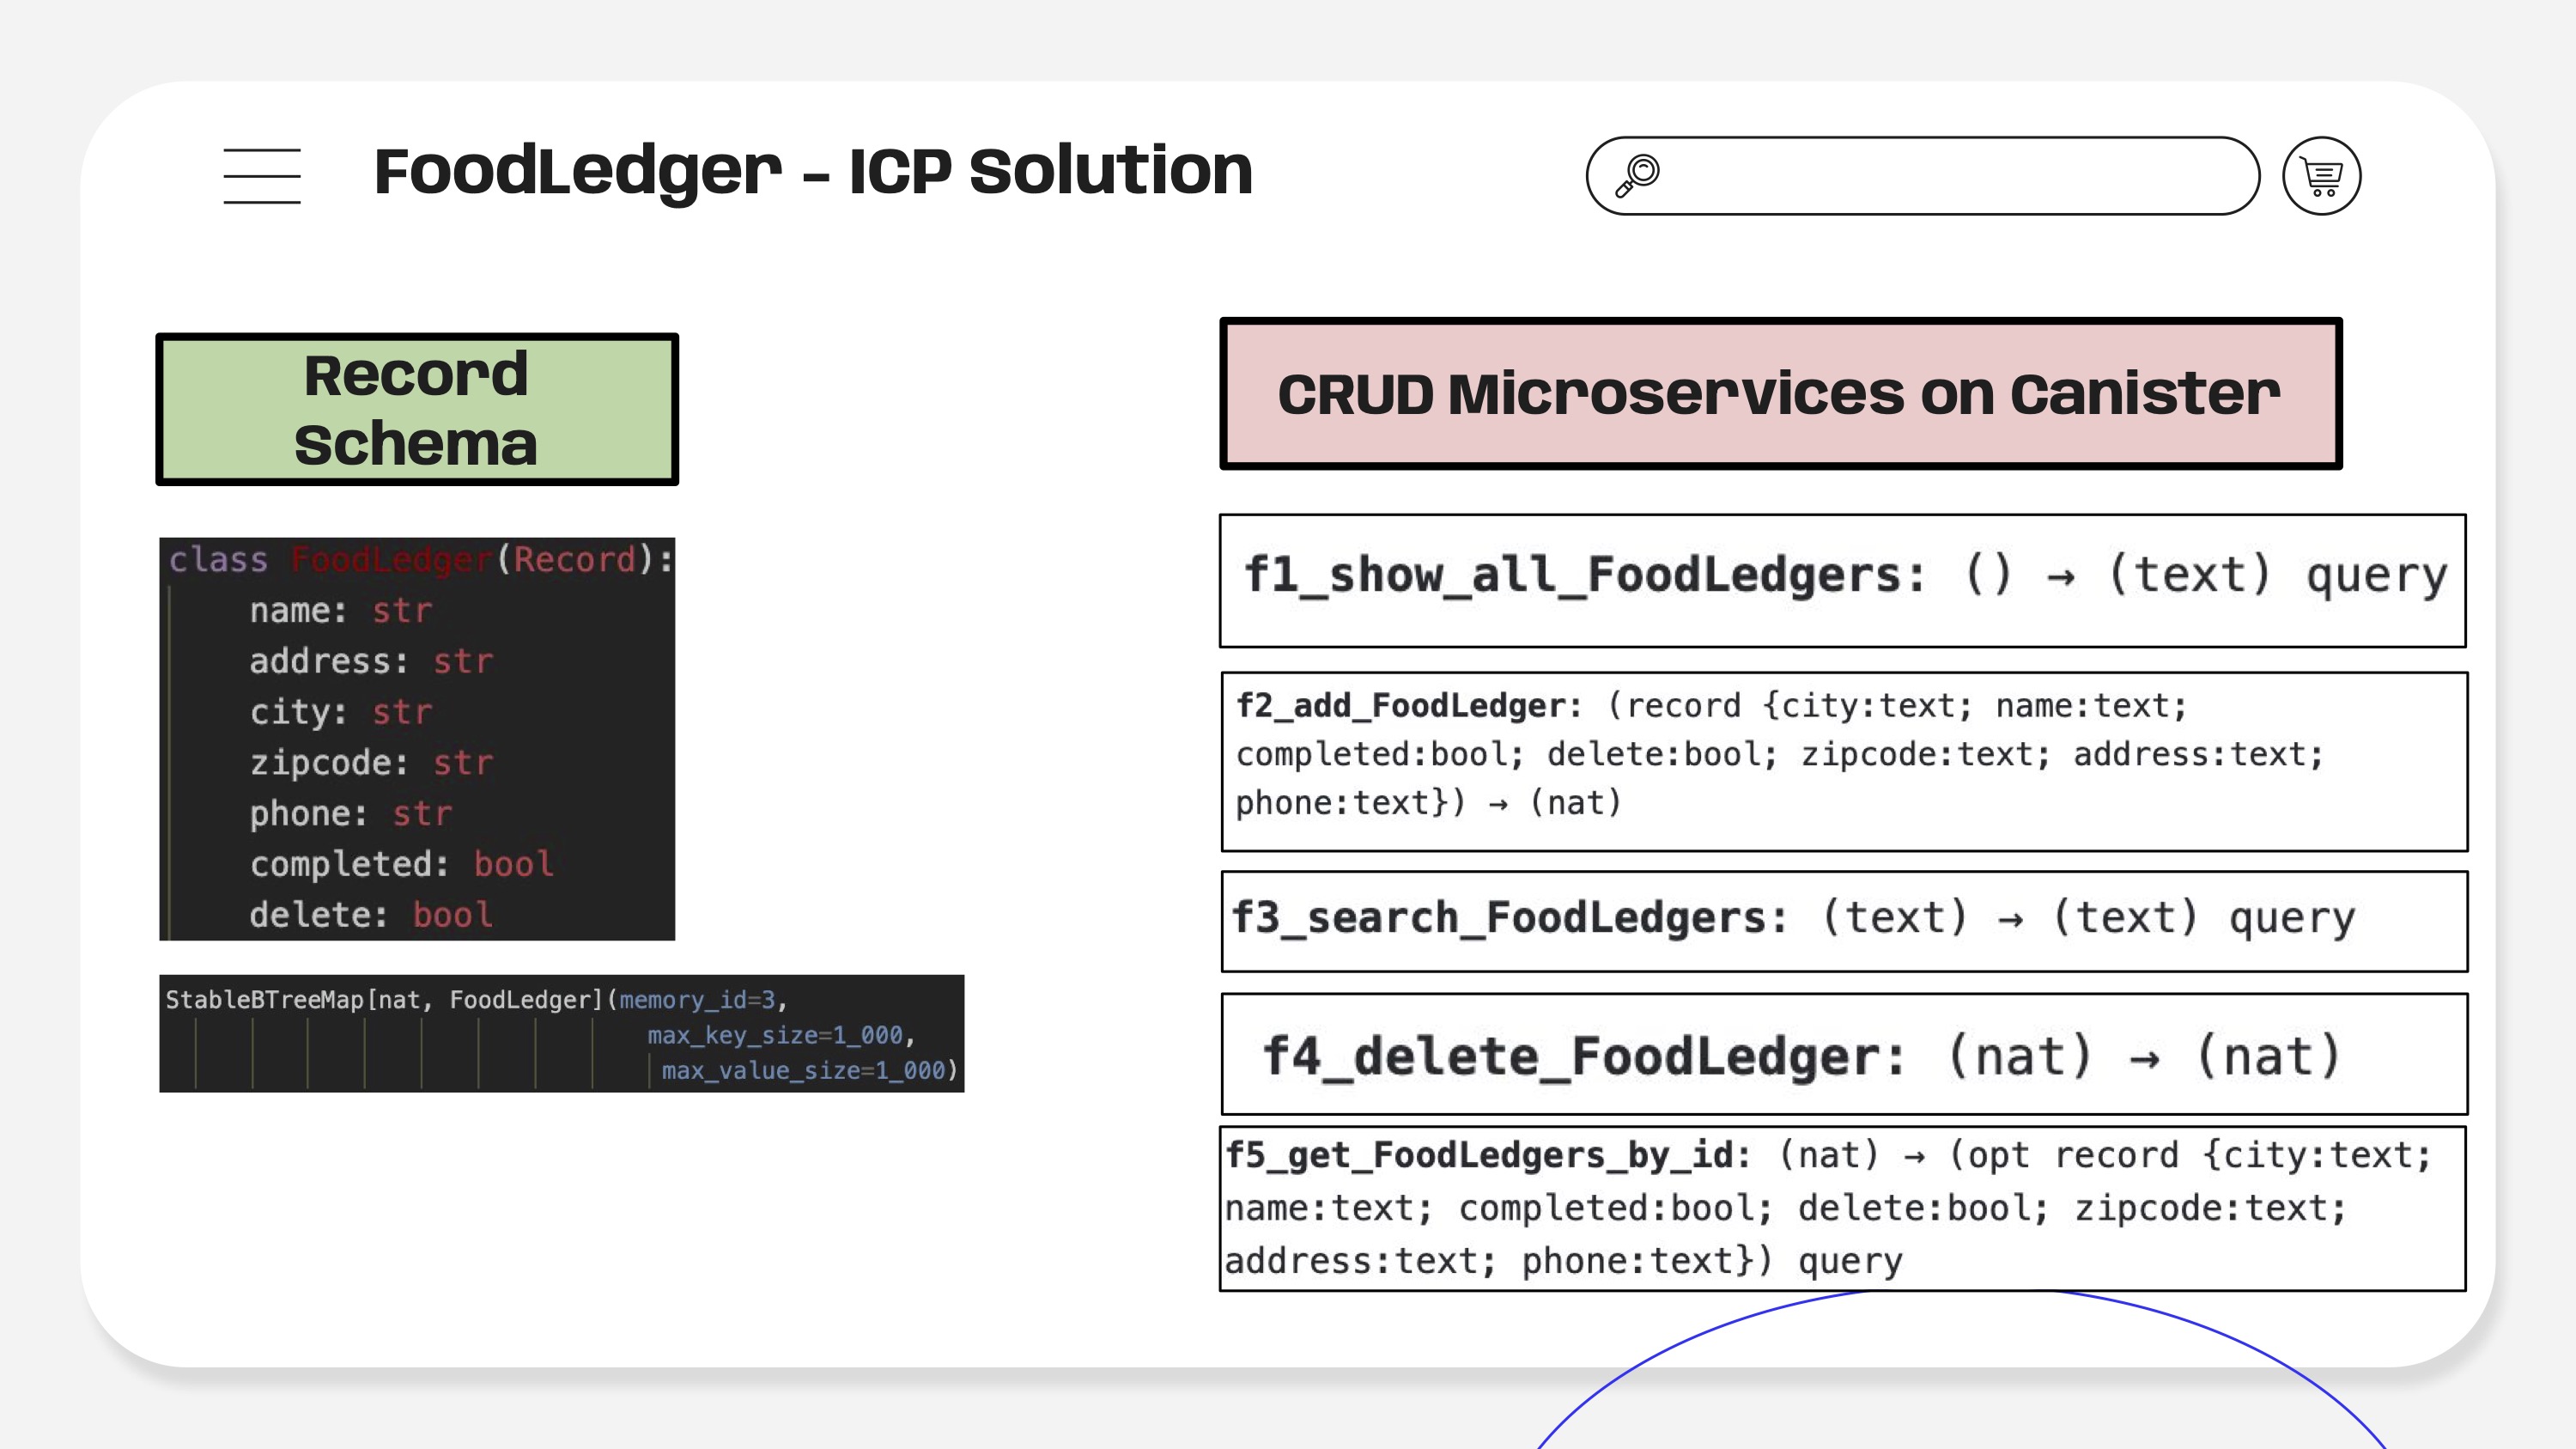 FoodLedger - ICP Solution
Record
Schema
class FoodLedger(Record):
name: str
address: str
city: str
zipcode: str
phone: str
completed: bool
delete: bool
StableBTreeMap[nat, FoodLedger](memory_id=3,
max_key_size=1_000,
max_value_size=1_000)
CRUD Microservices on Canister
f1_show_all_FoodLedgers: () → (text) query
f2_add_FoodLedger: (record {city:text; name:text;
completed:bool; delete:bool; zipcode:text; address:text;
phone:text}) → (nat)
f3_search_FoodLedgers: (text) → (text) query
f4_delete_FoodLedger: (nat) → (nat)
f5_get_FoodLedgers_by_id: (nat) → (opt record {city:text;
name:text; completed:bool; delete:bool; zipcode:text;
address:text; phone:text}) query